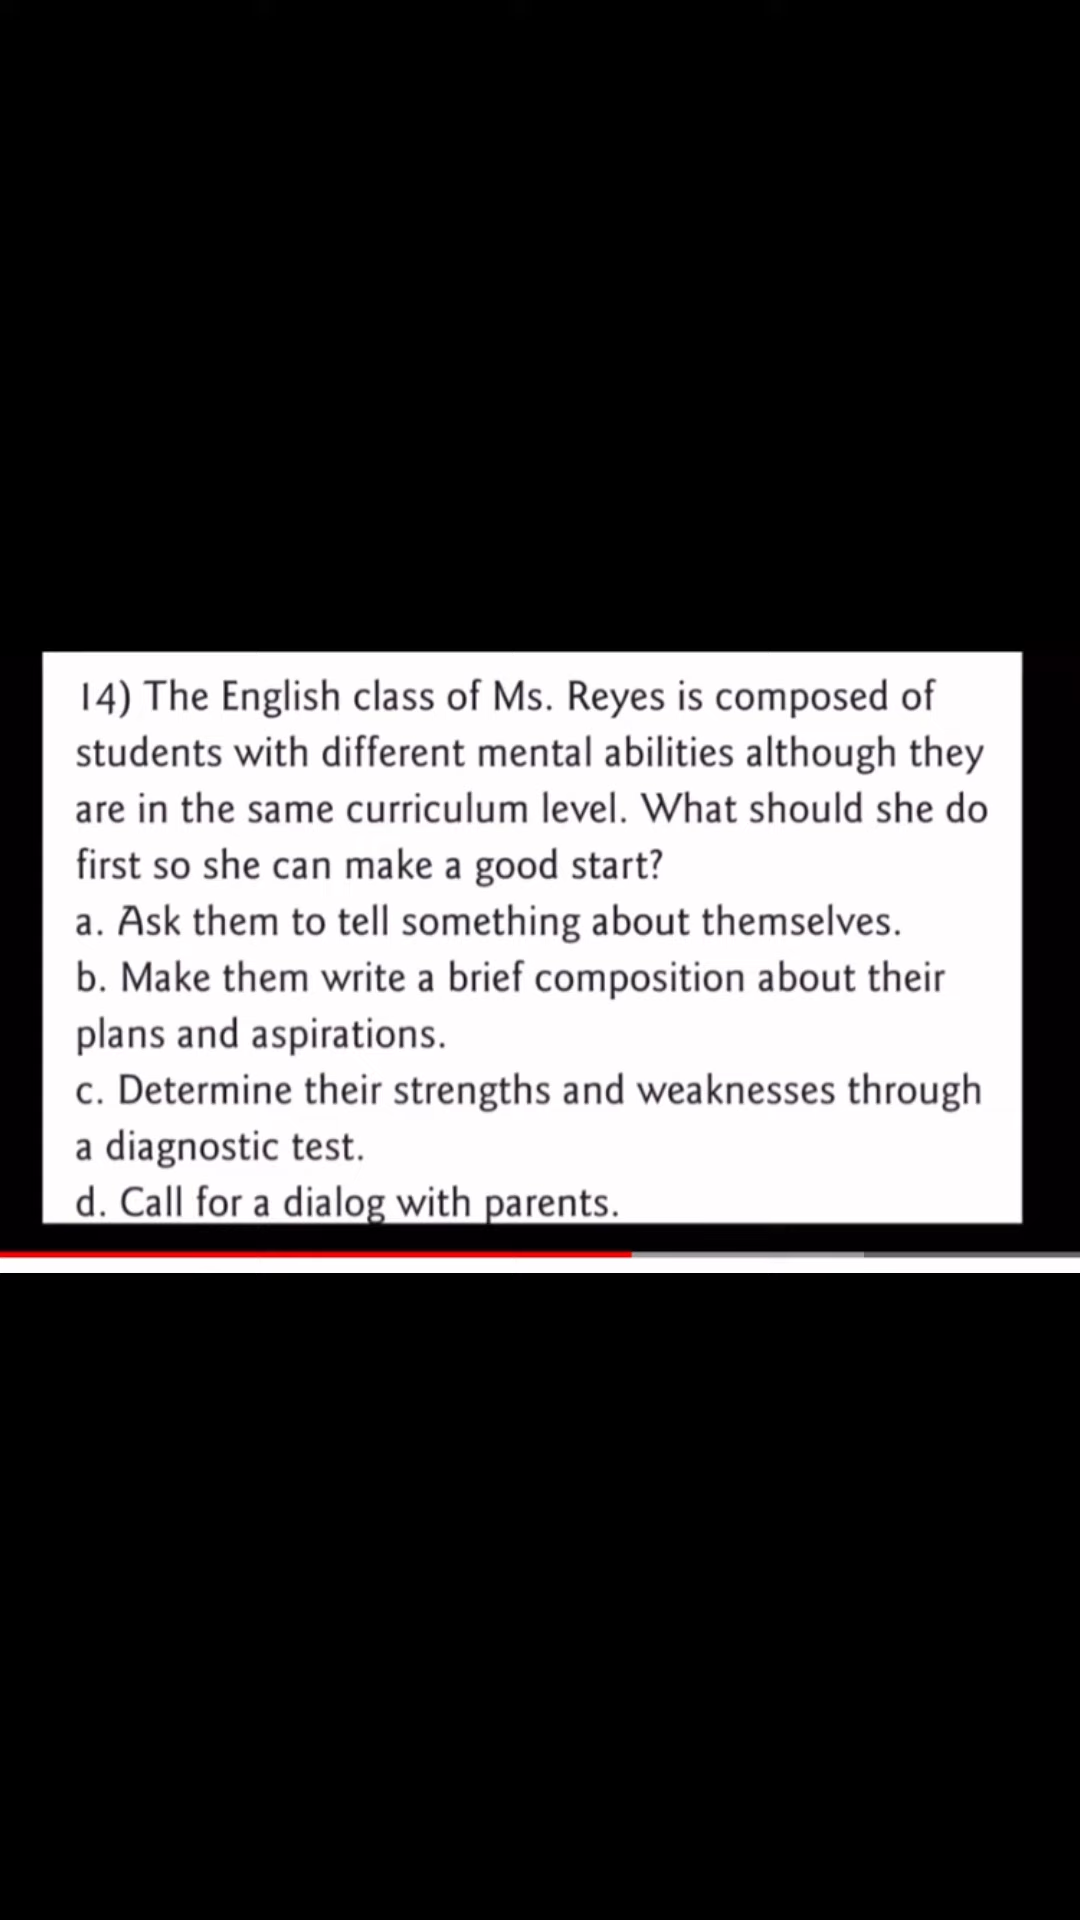 14) The English class of Ms. Reyes is composed of
students with different mental abilities although they
are in the same curriculum level. What should she do
first so she can make a good start?
a. Ask them to tell something about themselves.
b. Make them write a brief composition about their
plans and aspirations.
c. Determine their strengths and weaknesses through
a diagnostic test.
d. Call for a dialog with parents.